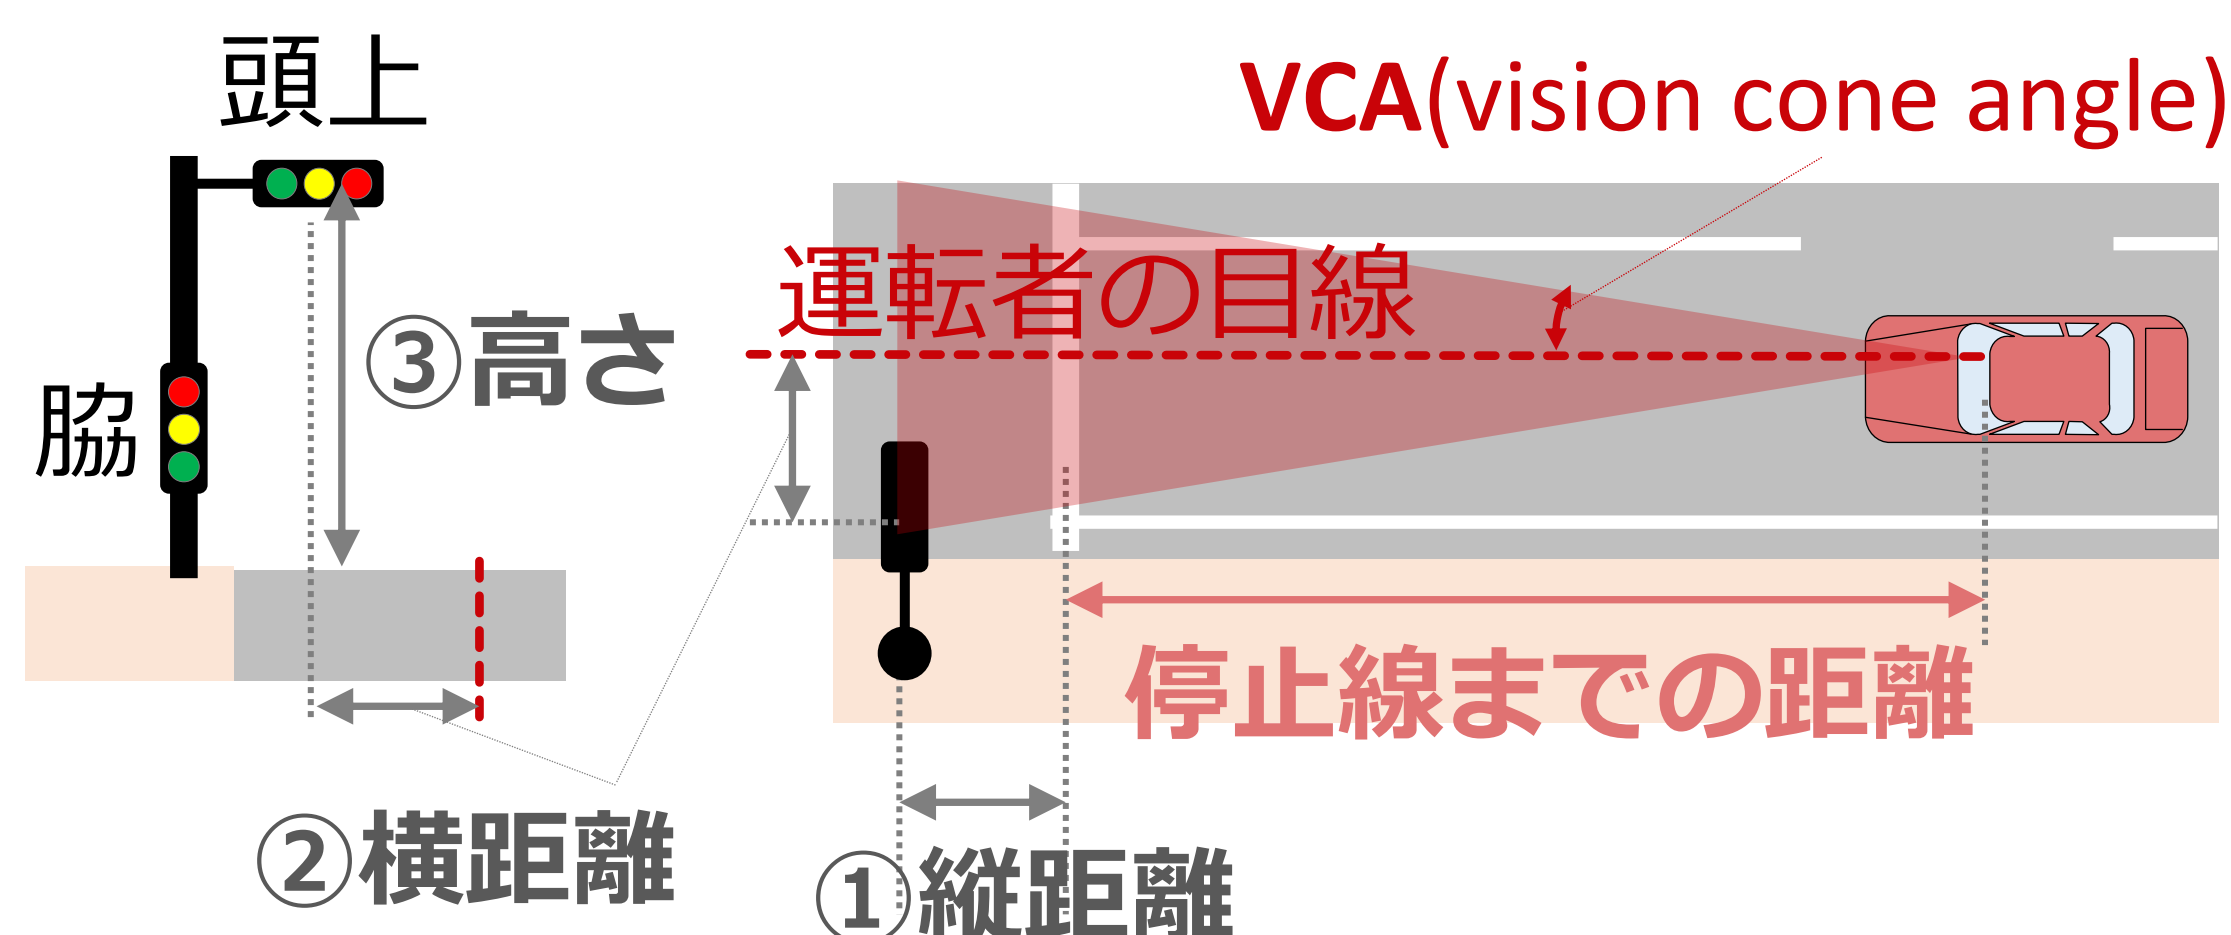 頭上
VCA(vision cone angle)
運転者の目線
③高さ
脇
停止線までの距離
②横距離
①縦距離